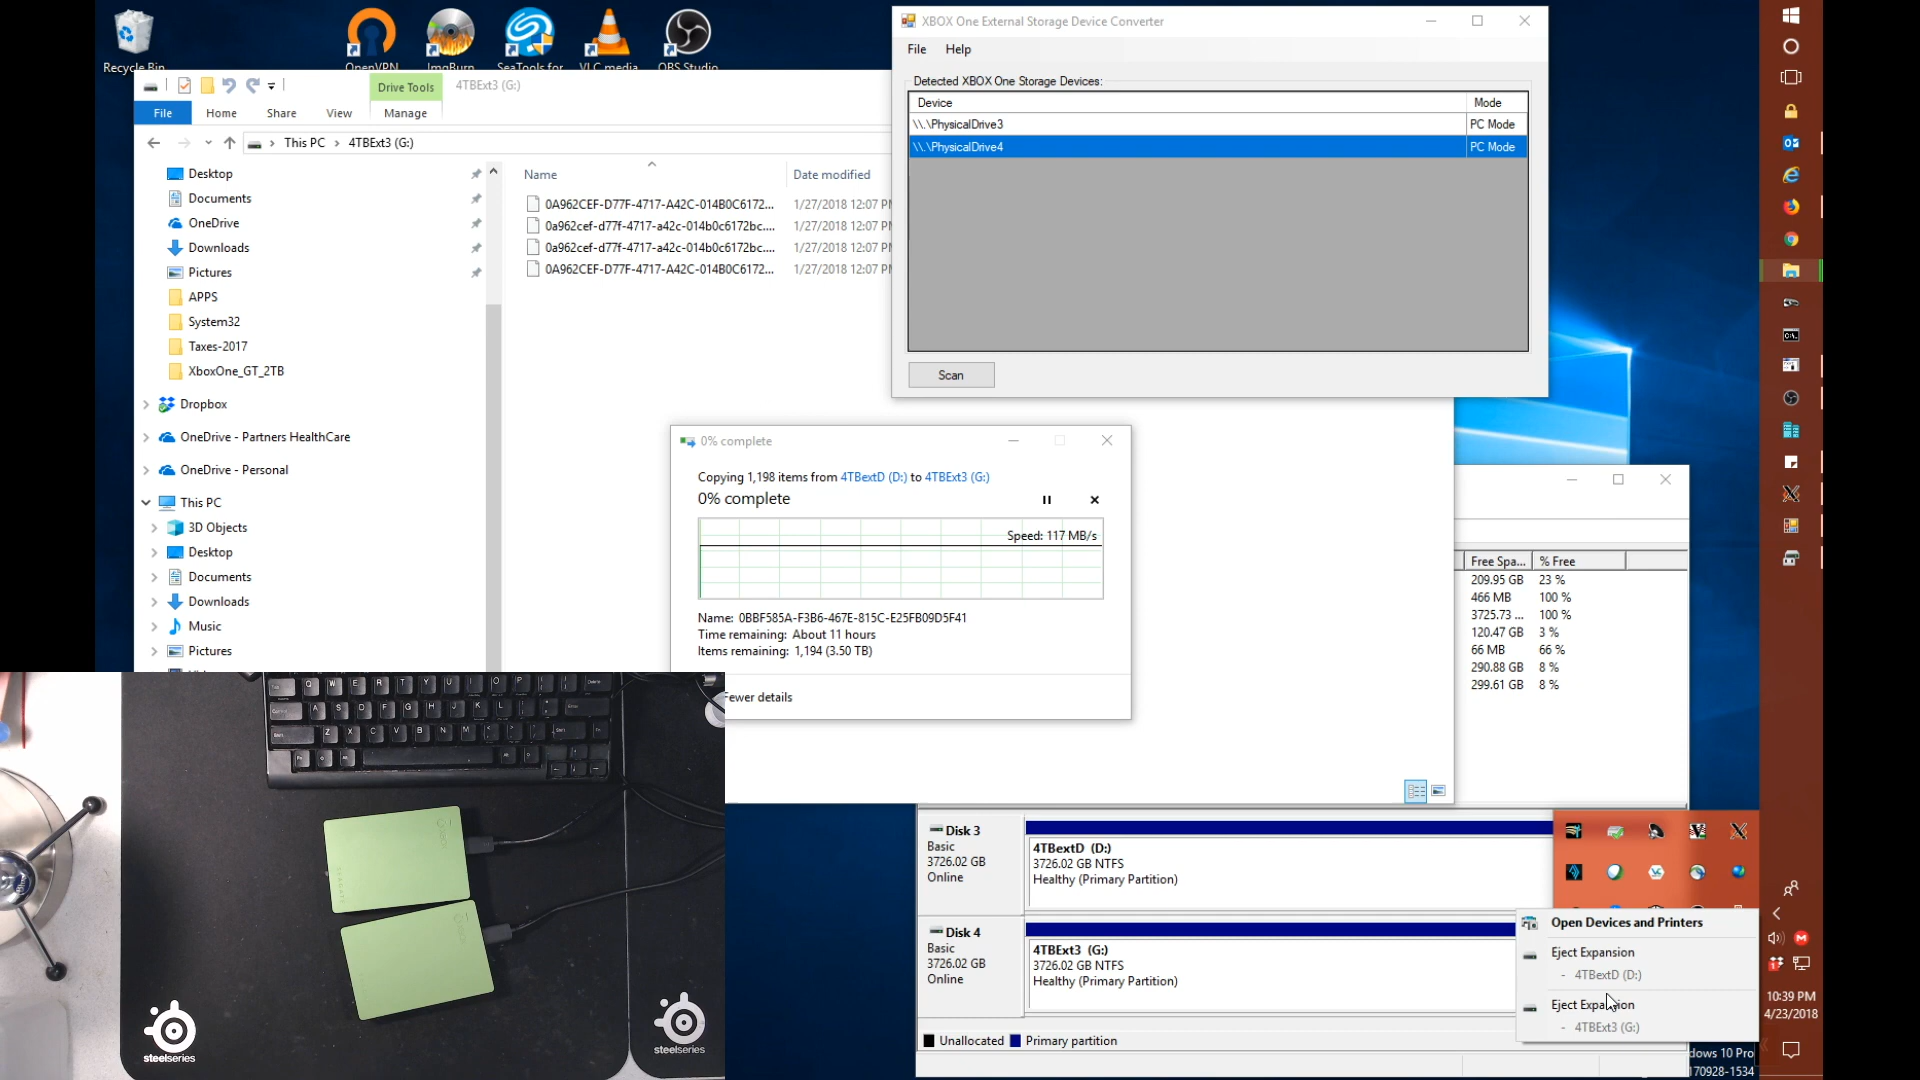 Recycle Bin
OpenVPN
ImgBurn
SeaTools for
VLC media
OBS Studio
Drive Tools
4TBExt3 (G:)
File
Home
Share
View
Manage
This PC
4TBExt3 (G:)
Desktop
Documents
OneDrive
Downloads
Pictures
APPS
System32
Taxes-2017
XboxOne_GT_2TB
Dropbox
OneDrive - Partners HealthCare
OneDrive - Personal
This PC
3D Objects
Desktop
Documents
Downloads
Music
Pictures
Name
Date modified
0A962CEF-D77F-4717-A42C-014B0C6172... 1/27/2018 12:07 PM
0a962cef-d77f-4717-a42c-014b0c6172bc.... 1/27/2018 12:07 PM
0a962cef-d77f-4717-a42c-014b0c6172bc.... 1/27/2018 12:07 PM
0A962CEF-D77F-4717-A42C-014B0C6172... 1/27/2018 12:07 PM
XBOX One External Storage Device Converter
File Help
Detected XBOX One Storage Devices:
Device Mode
\\.\PhysicalDrive3 PC Mode
\\.\PhysicalDrive4 PC Mode
Scan
0% complete
Copying 1,198 items from 4TBextD (D:) to 4TBExt3 (G:)
0% complete
Speed: 117 MB/s
Name: 0BBF585A-F3B6-467E-815C-E25FB09D5F41
Time remaining: About 11 hours
Items remaining: 1,194 (3.50 TB)
Fewer details
Free Spa... % Free
209.95 GB 23 %
466 MB 100 %
3725.73 ... 100 %
120.47 GB 3 %
66 MB 66 %
290.88 GB 8 %
299.61 GB 8 %
Disk 3
Basic
3726.02 GB
Online
4TBextD (D:)
3726.02 GB NTFS
Healthy (Primary Partition)
Disk 4
Basic
3726.02 GB
Online
4TBExt3 (G:)
3726.02 GB NTFS
Healthy (Primary Partition)
Unallocated
Primary partition
Open Devices and Printers
Eject Expansion
- 4TBextD (D:)
Eject Expansion
- 4TBExt3 (G:)
10:39 PM
4/23/2018
dows 10 Pro
170928-1534
steelseries
steelseries